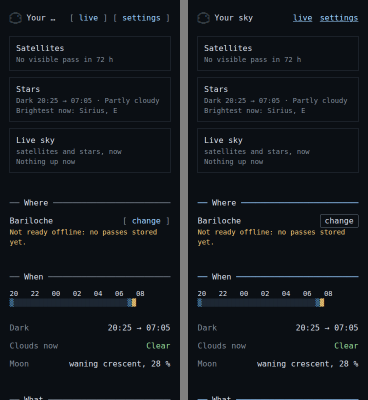 Your … [ live ] [ settings ]
Satellites
No visible pass in 72 h
Stars
Dark 20:25 → 07:05 · Partly cloudy
Brightest now: Sirius, E
Live sky
satellites and stars, now
Nothing up now
Where
Bariloche [ change ]
Not ready offline: no passes stored
yet.
When
20 22 00 02 04 06 08
Dark 20:25 → 07:05
Clouds now Clear
Moon waning crescent, 28 %
What
Your sky live settings
Satellites
No visible pass in 72 h
Stars
Dark 20:25 → 07:05 · Partly cloudy
Brightest now: Sirius, E
Live sky
satellites and stars, now
Nothing up now
Where
Bariloche change
Not ready offline: no passes stored
yet.
When
20 22 00 02 04 06 08
Dark 20:25 → 07:05
Clouds now Clear
Moon waning crescent, 28 %
What